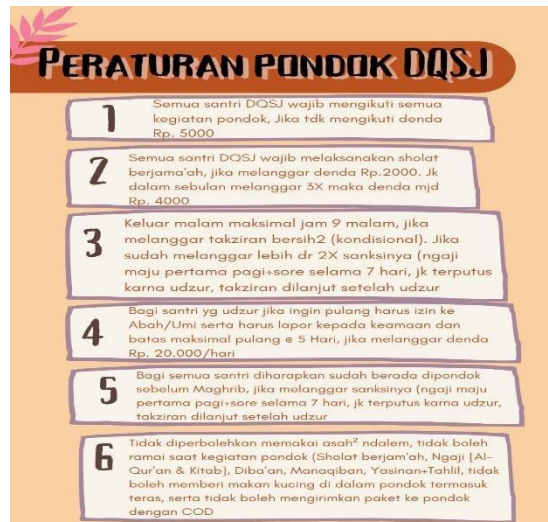 PERATURAN PONDOK DQSJ
1
Semua santri DQSJ wajib mengikuti semua
kegiatan pondok, Jika tdk mengikuti denda
Rp. 5000
2
Semua santri DQSJ wajib melaksanakan sholat
berjama'ah, jika melanggar denda Rp.2000. Jk
dalam sebulan melanggar 3X maka denda mjd
Rp. 4000
3
Keluar malam maksimal jam 9 malam, jika
melanggar takziran bersih2 (kondisional). Jika
sudah melanggar lebih dr 2X sanksinya (ngaji
maju pertama pagi+sore selama 7 hari, jk terputus
karna udzur, takziran dilanjut setelah udzur
4
Bagi santri yg udzur jika ingin pulang harus izin ke
Abah/Umi serta harus lapor kepada keamaan dan
batas maksimal pulang e 5 Hari, jika melanggar denda
Rp. 20.000/hari
5
Bagi semua santri diharapkan sudah berada dipondok
sebelum Maghrib, jika melanggar sanksinya (ngaji maju
pertama pagi+sore selama 7 hari, jk terputus karna udzur,
takziran dilanjut setelah udzur
6
Tidak diperbolehkan memakai asah² ndalem, tidak boleh
ramai saat kegiatan pondok (Sholat berjam'ah, Ngaji [Al-
Qur'an & Kitab], Diba'an, Manaqiban, Yasinan+Tahlil, tidak
boleh memberi makan kucing di dalam pondok termasuk
teras, serta tidak boleh mengirimkan paket ke pondok
dengan COD